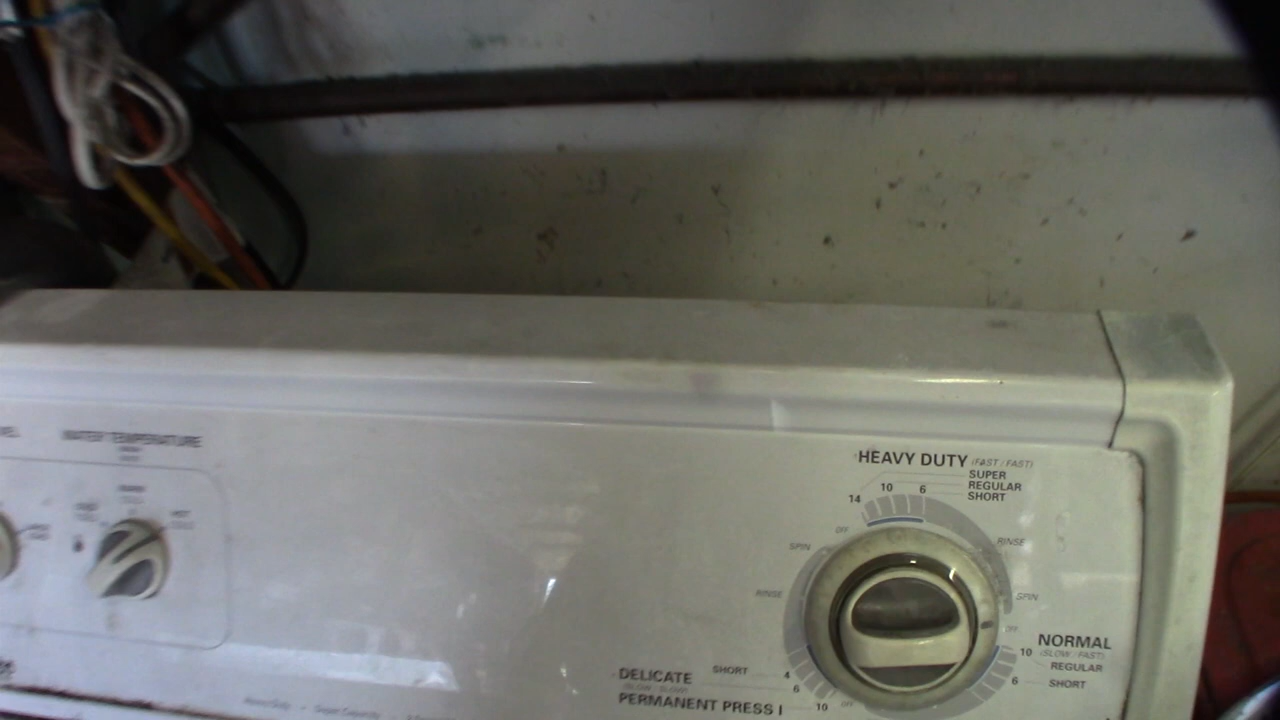 WATER TEMPERATURE
HEAVY DUTY (FAST / FAST)
SUPER
REGULAR
SHORT
14 10 6
OFF
SPIN
RINSE
RINSE
SPIN
OFF
NORMAL
(SLOW / FAST)
10 REGULAR
6 SHORT
DELICATE SHORT 4
6
PERMANENT PRESS 10 OFF